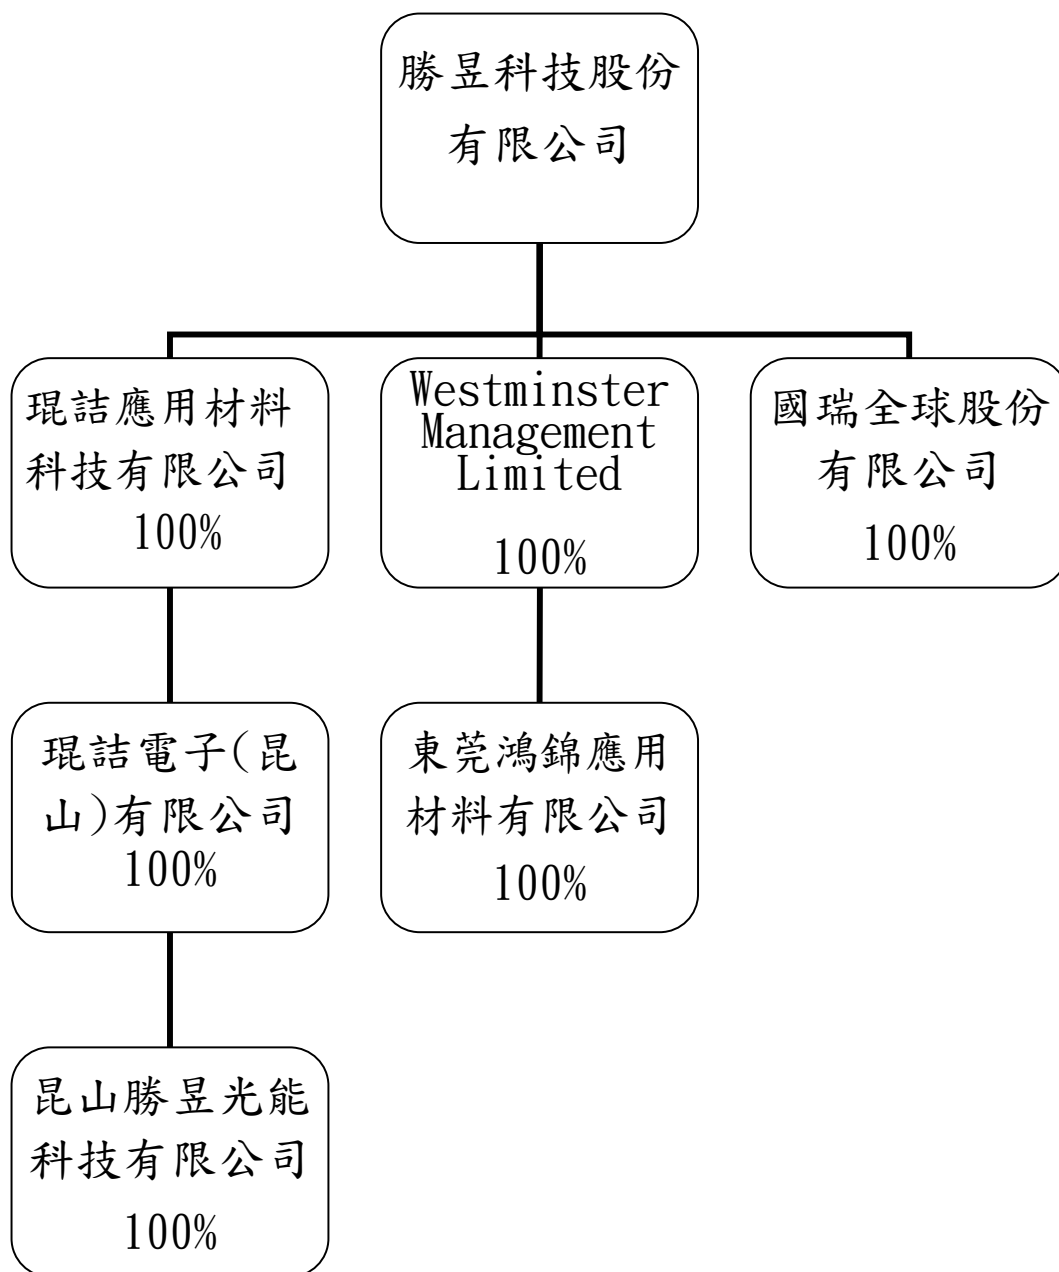 勝昱科技股份
有限公司
琨詰應用材料
科技有限公司
100%
Westminster
Management
Limited
100%
國瑞全球股份
有限公司
100%
琨詰電子(昆
山)有限公司
100%
東莞鴻錦應用
材料有限公司
100%
昆山勝昱光能
科技有限公司
100%